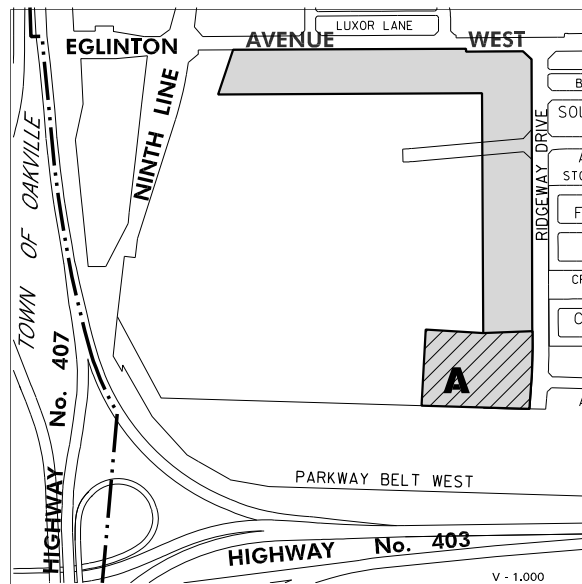 LUXOR LANE
EGLINTON AVENUE WEST
NINTH LINE
TOWN OF OAKVILLE
RIDGEWAY DRIVE
HIGHWAY No. 407
A
PARKWAY BELT WEST
HIGHWAY No. 403
V - 1.000